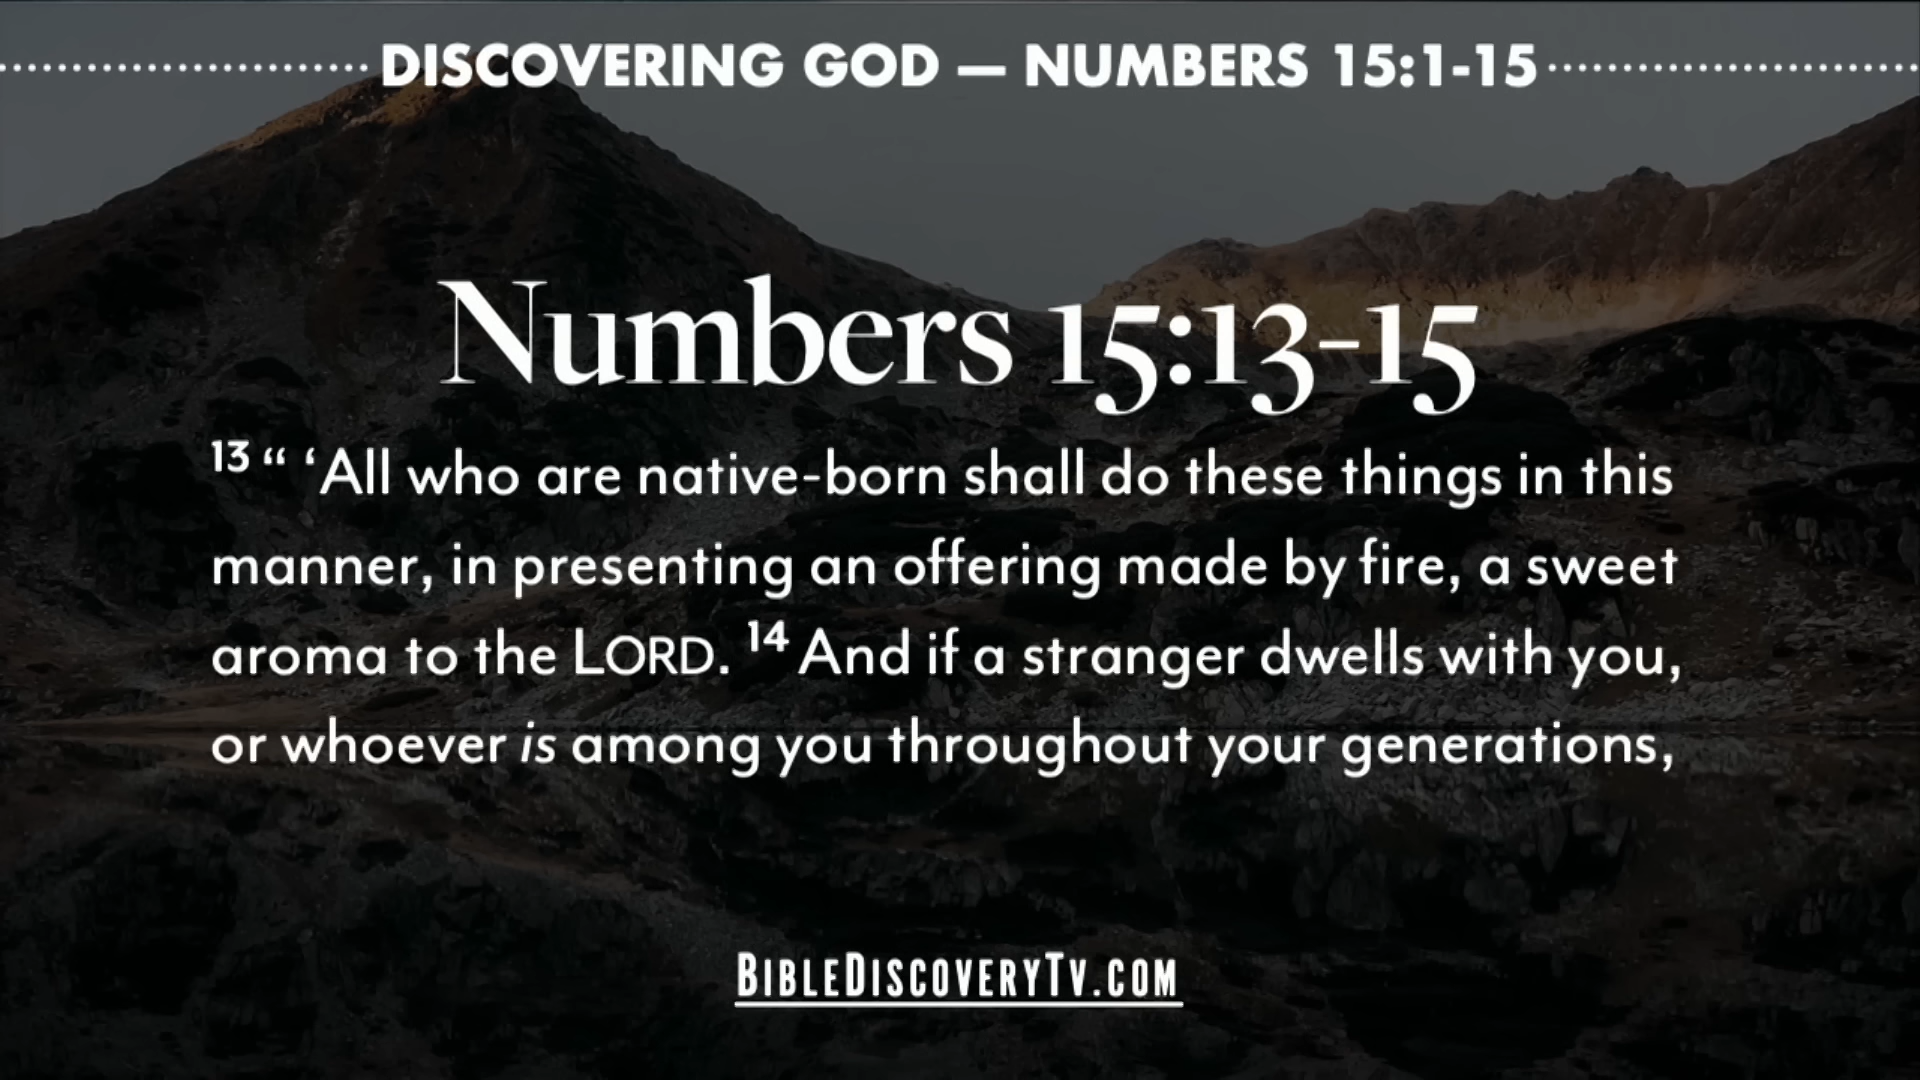 DISCOVERING GOD — NUMBERS 15:1-15
Numbers 15:13-15
13 “ ‘All who are native-born shall do these things in this
manner, in presenting an offering made by fire, a sweet
aroma to the LORD. 14 And if a stranger dwells with you,
or whoever is among you throughout your generations,
BIBLEDISCOVERYTV.COM